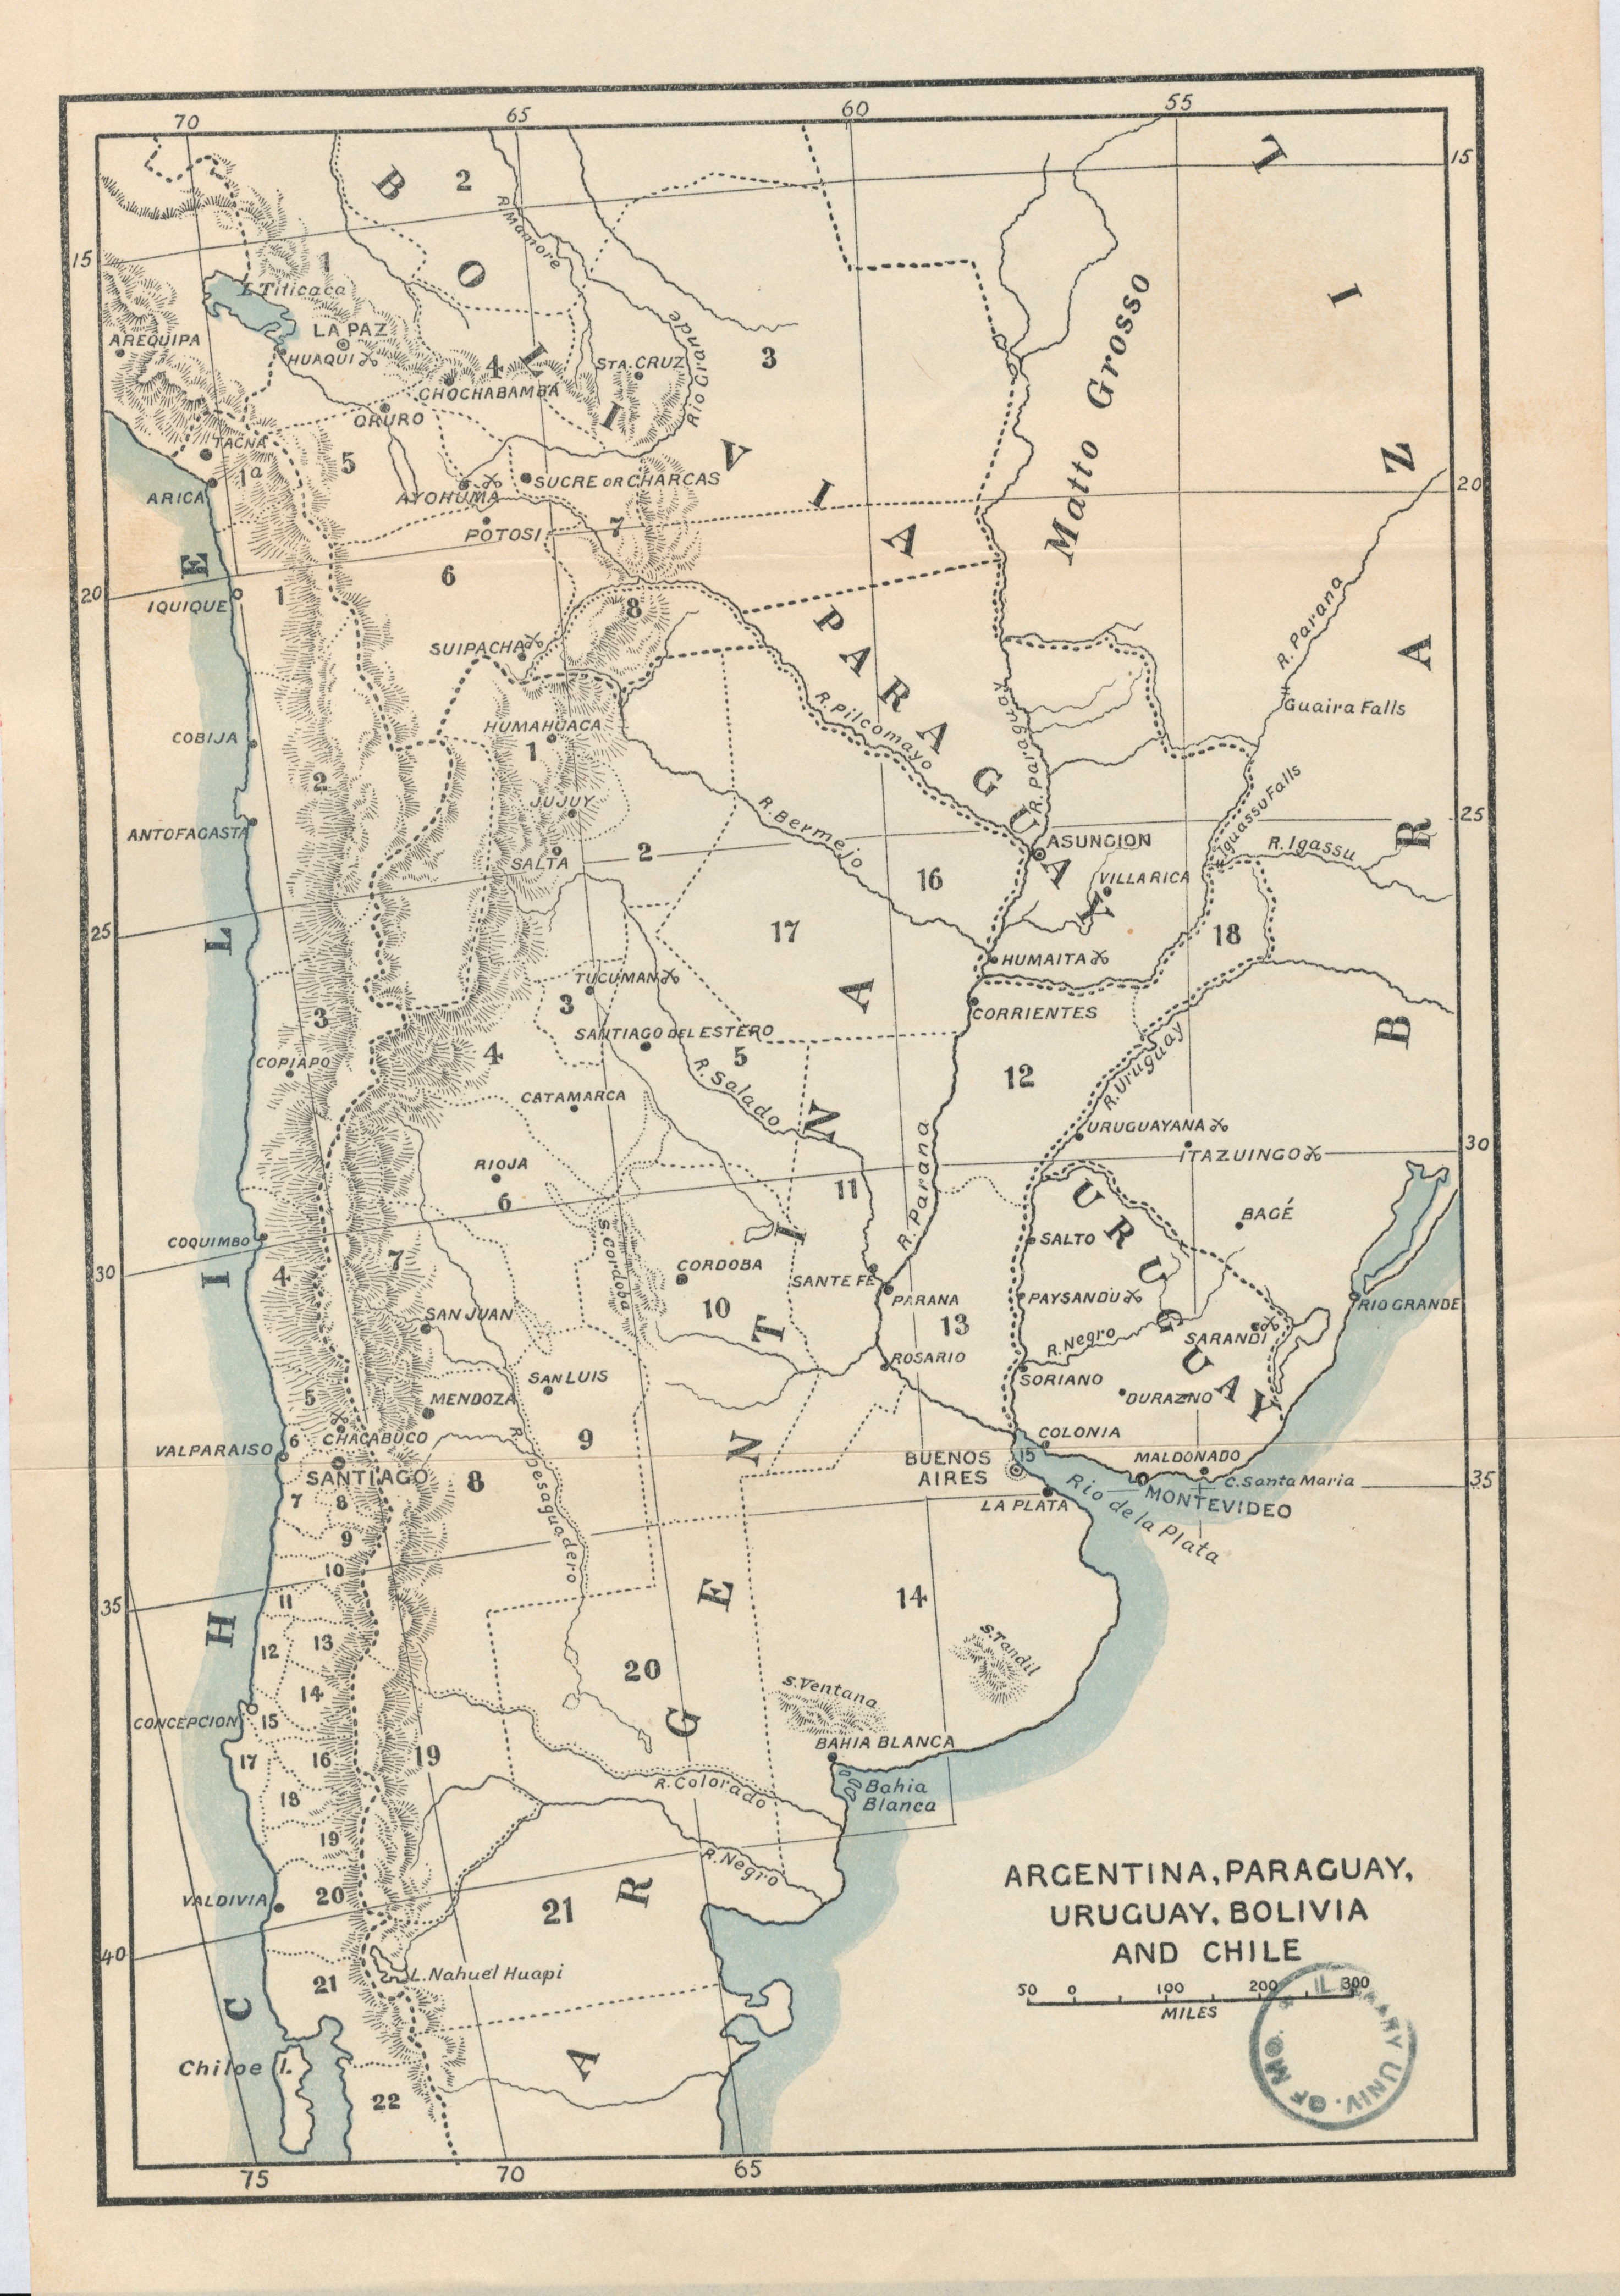 70
65
60
55
15
15
20
20
25
25
30
30
35
35
40
75
70
65
BOLIVIA
BRAZIL
PARAGUAY
URUGUAY
ARGENTINA
CHILE
Matto Grosso
2
R. Mamore
1
L. Titicaca
LA PAZ
AREQUIPA
HUAQUI
4
CHOCHABAMBA
STA. CRUZ
Rio Grande
3
ORURO
TACNA
1a
5
ARICA
AYOHUMA
SUCRE OR CHARCAS
POTOSI
7
6
IQUIQUE
1
8
SUIPACHA
R. Parana
Guaira Falls
R. Pilcomayo
R. Paraguay
HUMAHUACA
1
COBIJA
2
JUJUY
ANTOFAGASTA
R. Bermejo
Iguassu Falls
R. Igassu
ASUNCION
SALTA
2
16
VILLARICA
17
18
HUMAITA
TUCUMAN
3
CORRIENTES
3
SANTIAGO DEL ESTERO
4
5
COPIAPO
R. Salado
12
R. Uruguay
CATAMARCA
URUGUAYANA
ITAZUINGO
RIOJA
6
11
R. Parana
BAGÉ
COQUIMBO
S. Cordoba
SALTO
4
7
CORDOBA
SANTE FÉ
10
PARANA
PAYSANDU
RIO GRANDE
SAN JUAN
13
R. Negro
SARANDI
ROSARIO
SAN LUIS
SORIANO
DURAZNO
5
MENDOZA
CHACABUCO
6
VALPARAISO
R. Desaguadero
9
COLONIA
SANTIAGO
8
BUENOS
AIRES
15
MALDONADO
C. Santa Maria
7
8
LA PLATA
MONTEVIDEO
Rio de la Plata
9
10
11
14
12
13
S. Tandil
20
14
S. Ventana
CONCEPCION
15
BAHIA BLANCA
17
16
19
R. Colorado
Bahia
Blanca
18
19
R. Negro
VALDIVIA
20
21
L. Nahuel Huapi
21
Chiloe I.
22
ARGENTINA, PARAGUAY,
URUGUAY, BOLIVIA
AND CHILE
50 0 100 200 300
MILES
UNIV. OF MO.